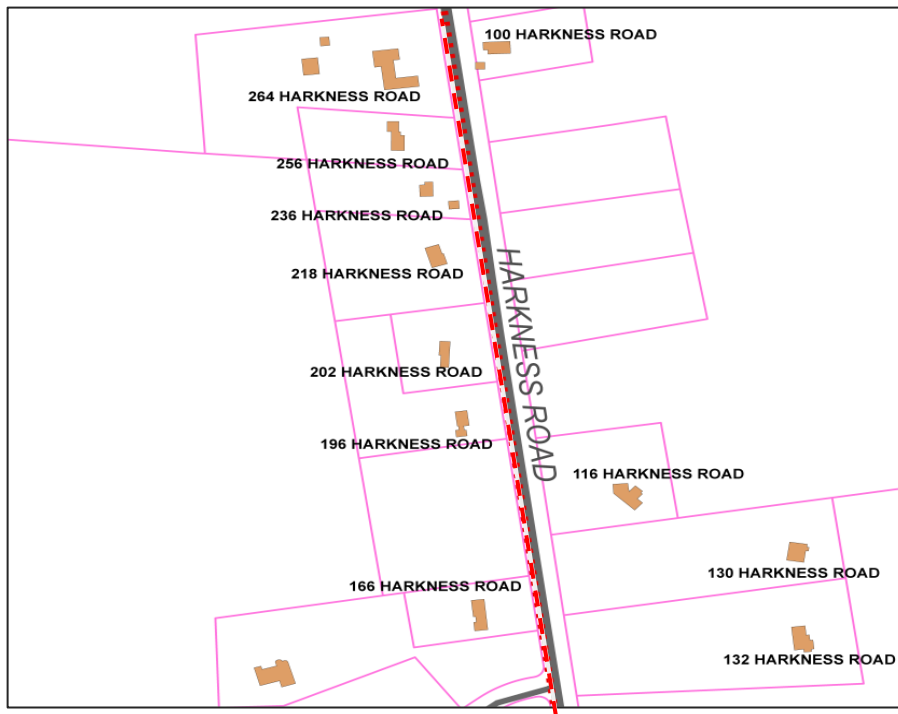 100 HARKNESS ROAD
264 HARKNESS ROAD
256 HARKNESS ROAD
236 HARKNESS ROAD
218 HARKNESS ROAD
HARKNESS ROAD
202 HARKNESS ROAD
196 HARKNESS ROAD
116 HARKNESS ROAD
130 HARKNESS ROAD
166 HARKNESS ROAD
132 HARKNESS ROAD